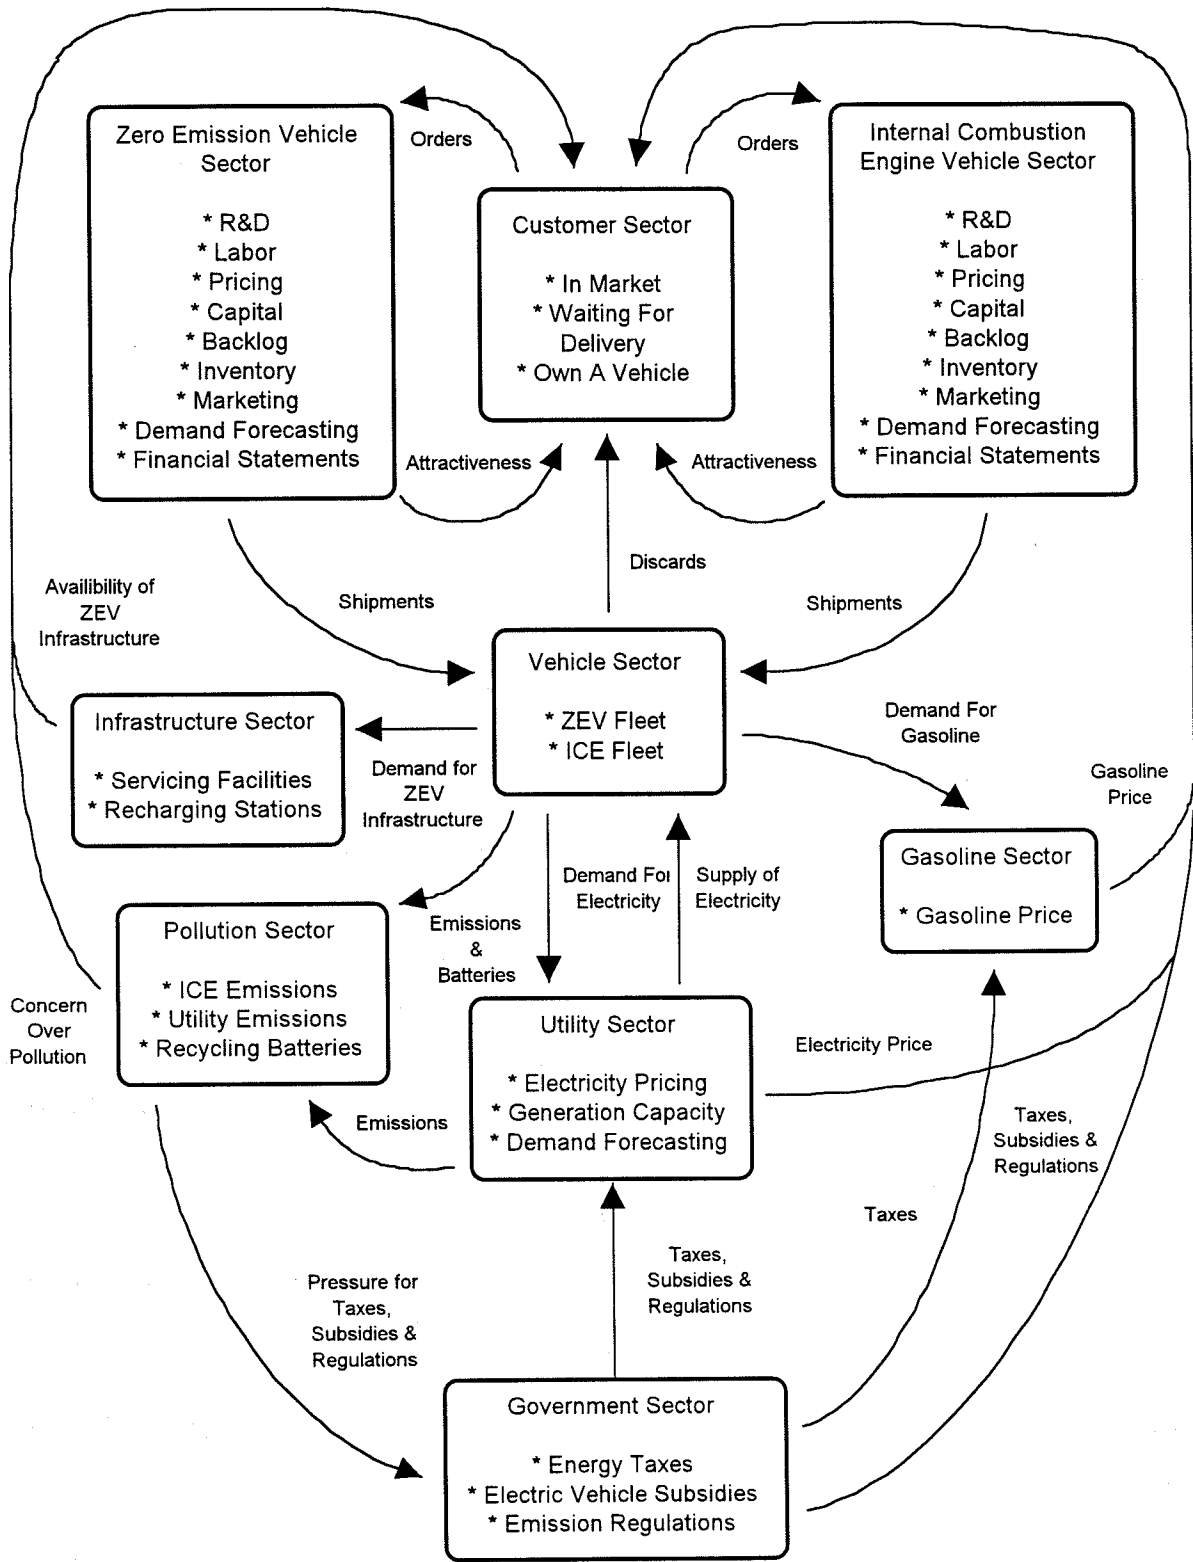 Zero Emission Vehicle
Sector
* R&D
* Labor
* Pricing
* Capital
* Backlog
* Inventory
* Marketing
* Demand Forecasting
* Financial Statements
Orders
Customer Sector
* In Market
* Waiting For
Delivery
* Own A Vehicle
Orders
Internal Combustion
Engine Vehicle Sector
* R&D
* Labor
* Pricing
* Capital
* Backlog
* Inventory
* Marketing
* Demand Forecasting
* Financial Statements
Attractiveness
Attractiveness
Discards
Availibility of
ZEV
Infrastructure
Shipments
Shipments
Vehicle Sector
* ZEV Fleet
* ICE Fleet
Infrastructure Sector
* Servicing Facilities
* Recharging Stations
Demand for
ZEV
Infrastructure
Demand For
Gasoline
Gasoline
Price
Gasoline Sector
* Gasoline Price
Demand For
Electricity
Supply of
Electricity
Emissions
&
Batteries
Pollution Sector
* ICE Emissions
* Utility Emissions
* Recycling Batteries
Concern
Over
Pollution
Utility Sector
* Electricity Pricing
* Generation Capacity
* Demand Forecasting
Electricity Price
Emissions
Taxes,
Subsidies &
Regulations
Taxes
Taxes,
Subsidies &
Regulations
Pressure for
Taxes,
Subsidies &
Regulations
Government Sector
* Energy Taxes
* Electric Vehicle Subsidies
* Emission Regulations